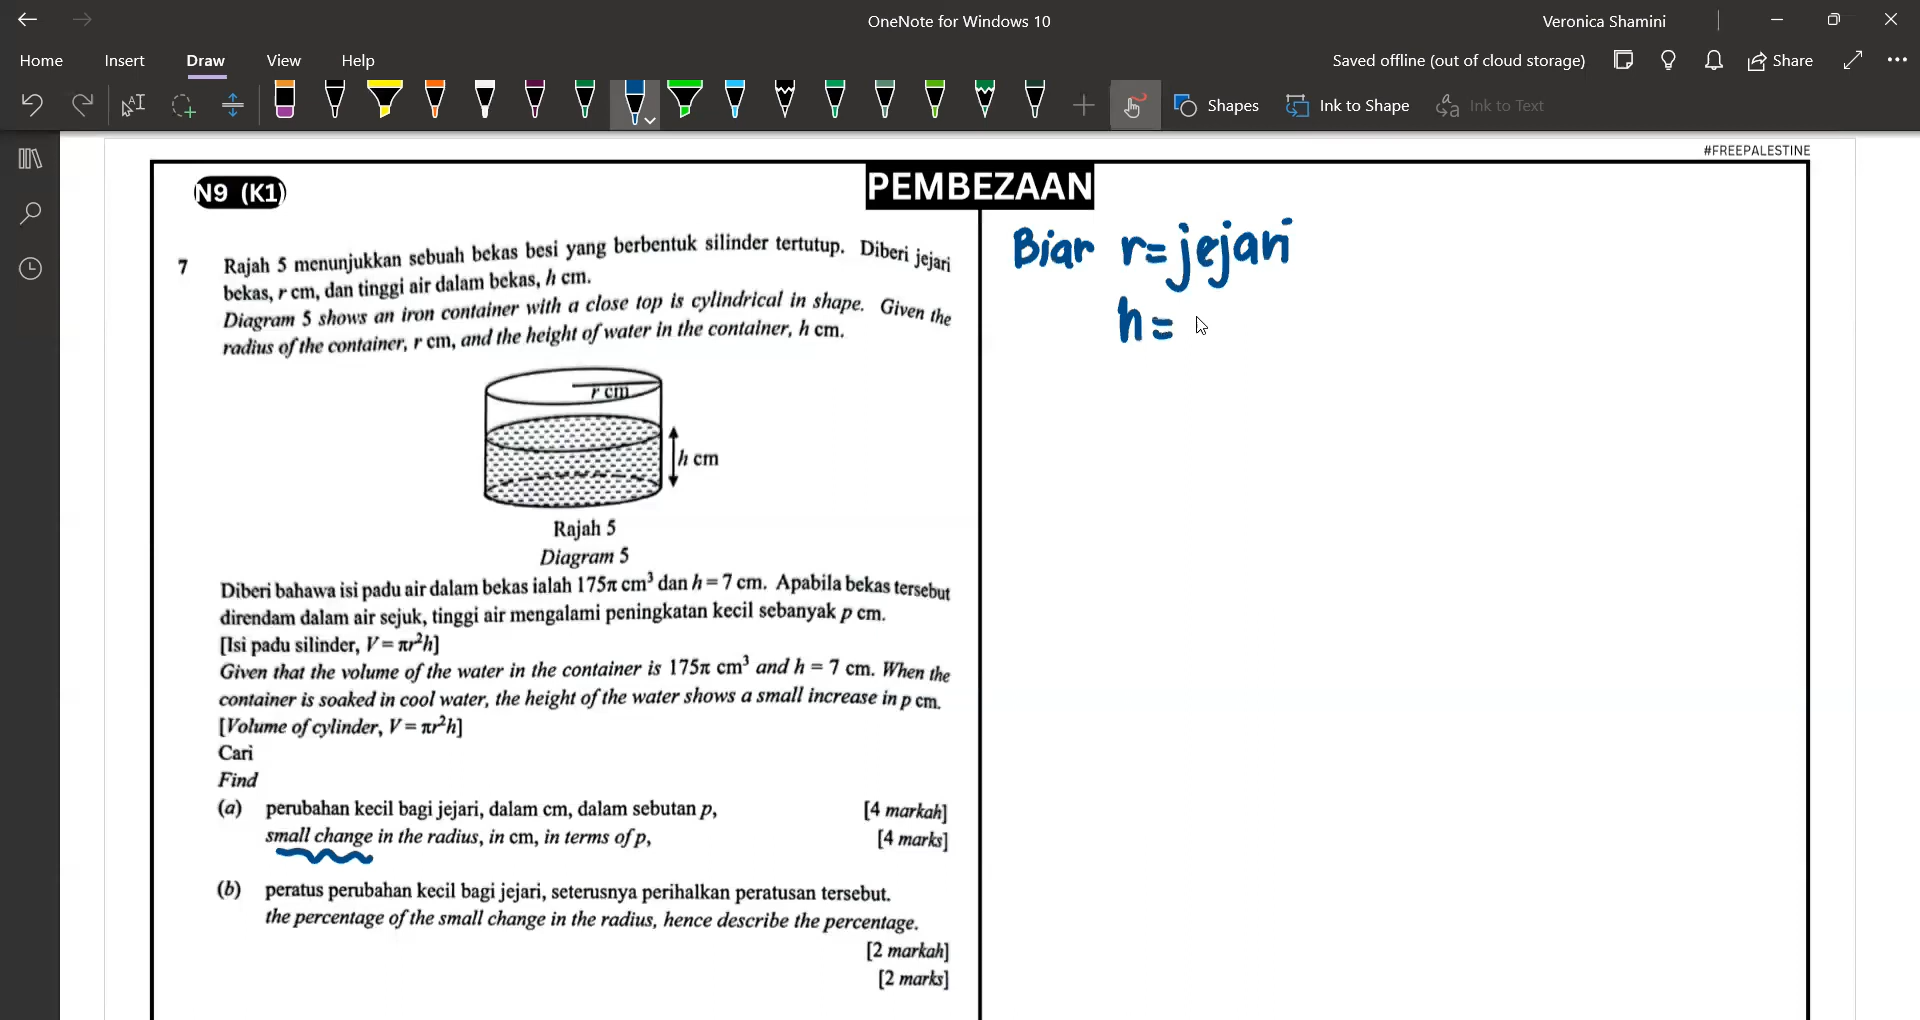 OneNote for Windows 10
Veronica Shamini
Home Insert Draw View Help
Saved offline (out of cloud storage)
Share
Shapes
Ink to Shape
Ink to Text
#FREEPALESTINE
N9 (K1)
PEMBEZAAN
7 Rajah 5 menunjukkan sebuah bekas besi yang berbentuk silinder tertutup. Diberi jejari
bekas, r cm, dan tinggi air dalam bekas, h cm.
Diagram 5 shows an iron container with a close top is cylindrical in shape. Given the
radius of the container, r cm, and the height of water in the container, h cm.
r cm
h cm
Rajah 5
Diagram 5
Diberi bahawa isi padu air dalam bekas ialah 175π cm³ dan h = 7 cm. Apabila bekas tersebut
direndam dalam air sejuk, tinggi air mengalami peningkatan kecil sebanyak p cm.
[Isi padu silinder, V = πr²h]
Given that the volume of the water in the container is 175π cm³ and h = 7 cm. When the
container is soaked in cool water, the height of the water shows a small increase in p cm.
[Volume of cylinder, V = πr²h]
Cari
Find
(a) perubahan kecil bagi jejari, dalam cm, dalam sebutan p, [4 markah]
small change in the radius, in cm, in terms of p, [4 marks]
(b) peratus perubahan kecil bagi jejari, seterusnya perihalkan peratusan tersebut.
the percentage of the small change in the radius, hence describe the percentage.
[2 markah]
[2 marks]
Biar r = jejari
h =